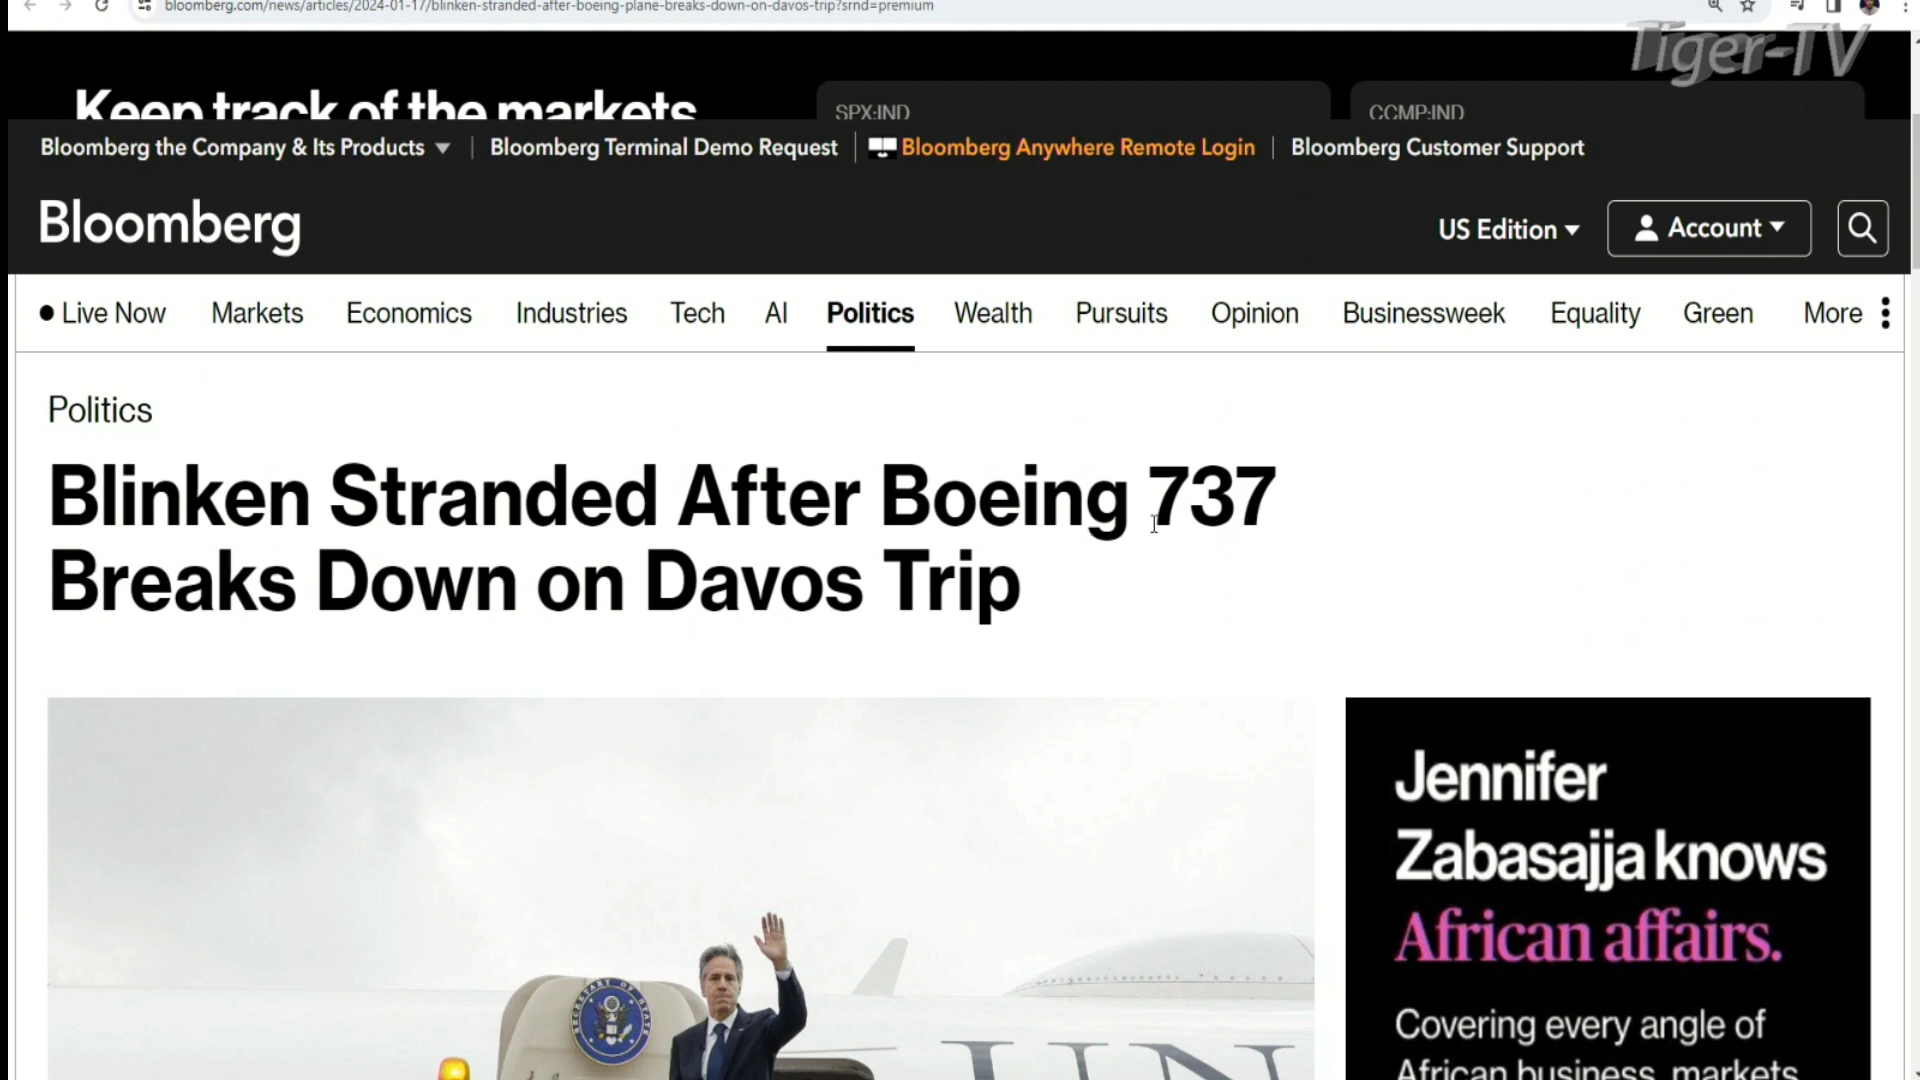 bloomberg.com/news/articles/2024-01-17/blinken-stranded-after-boeing-plane-breaks-down-on-davos-trip?srnd=premium
Tiger-TV
Keep track of the markets
SPX:IND
CCMP:IND
Bloomberg the Company & Its Products
Bloomberg Terminal Demo Request
Bloomberg Anywhere Remote Login
Bloomberg Customer Support
Bloomberg
US Edition
Account
Live Now Markets Economics Industries Tech AI Politics Wealth Pursuits Opinion Businessweek Equality Green More
Politics
Blinken Stranded After Boeing 737
Breaks Down on Davos Trip
SECRETARY OF STATE
UN
Jennifer
Zabasajja knows
African affairs.
Covering every angle of
African business, markets